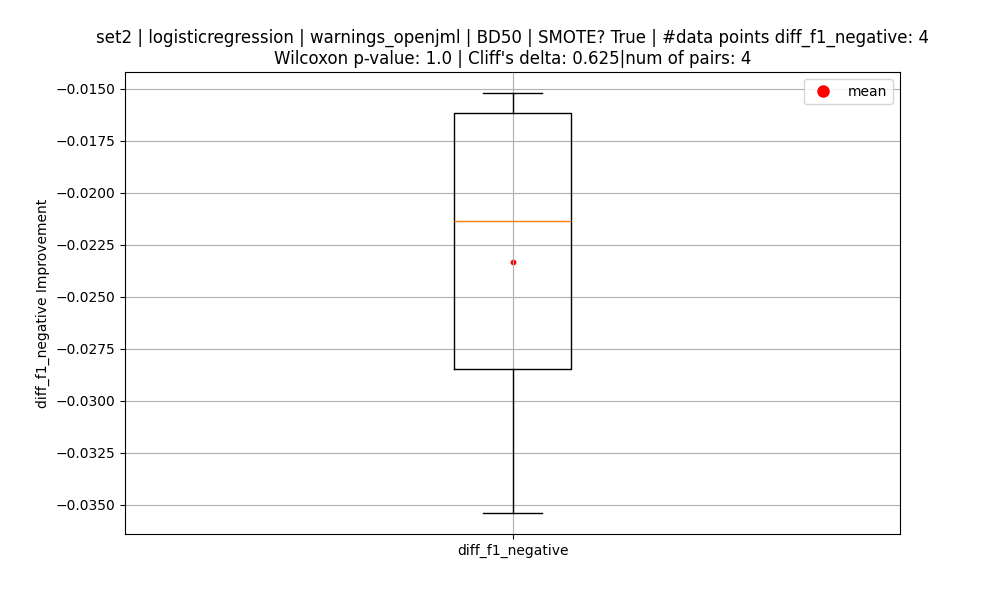 set2 | logisticregression | warnings_openjml | BD50 | SMOTE? True | #data points diff_f1_negative: 4
Wilcoxon p-value: 1.0 | Cliff's delta: 0.625|num of pairs: 4
mean
−0.0150
−0.0175
−0.0200
−0.0225
−0.0250
−0.0275
−0.0300
−0.0325
−0.0350
diff_f1_negative Improvement
diff_f1_negative